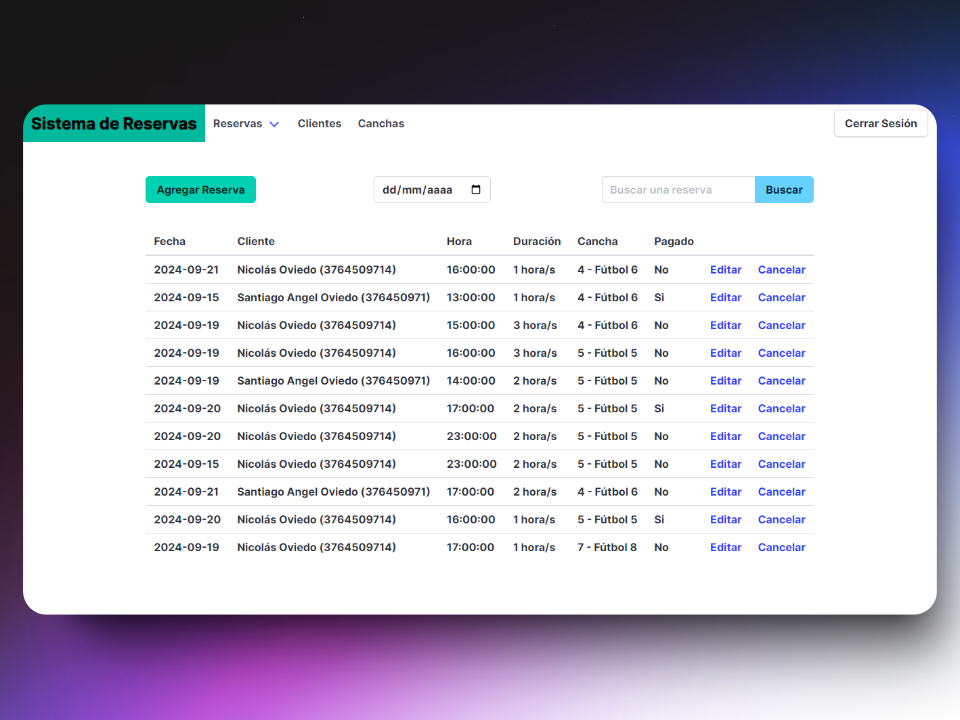 Sistema de Reservas Reservas Clientes Canchas Cerrar Sesión
Agregar Reserva dd/mm/aaaa Buscar una reserva Buscar
Fecha Cliente Hora Duración Cancha Pagado
2024-09-21 Nicolás Oviedo (3764509714) 16:00:00 1 hora/s 4 - Fútbol 6 No Editar Cancelar
2024-09-15 Santiago Angel Oviedo (376450971) 13:00:00 1 hora/s 4 - Fútbol 6 Si Editar Cancelar
2024-09-19 Nicolás Oviedo (3764509714) 15:00:00 3 hora/s 4 - Fútbol 6 No Editar Cancelar
2024-09-19 Nicolás Oviedo (3764509714) 16:00:00 3 hora/s 5 - Fútbol 5 No Editar Cancelar
2024-09-19 Santiago Angel Oviedo (376450971) 14:00:00 2 hora/s 5 - Fútbol 5 No Editar Cancelar
2024-09-20 Nicolás Oviedo (3764509714) 17:00:00 2 hora/s 5 - Fútbol 5 Si Editar Cancelar
2024-09-20 Nicolás Oviedo (3764509714) 23:00:00 2 hora/s 5 - Fútbol 5 No Editar Cancelar
2024-09-15 Nicolás Oviedo (3764509714) 23:00:00 2 hora/s 5 - Fútbol 5 No Editar Cancelar
2024-09-21 Santiago Angel Oviedo (376450971) 17:00:00 2 hora/s 4 - Fútbol 6 No Editar Cancelar
2024-09-20 Nicolás Oviedo (3764509714) 16:00:00 1 hora/s 5 - Fútbol 5 Si Editar Cancelar
2024-09-19 Nicolás Oviedo (3764509714) 17:00:00 1 hora/s 7 - Fútbol 8 No Editar Cancelar